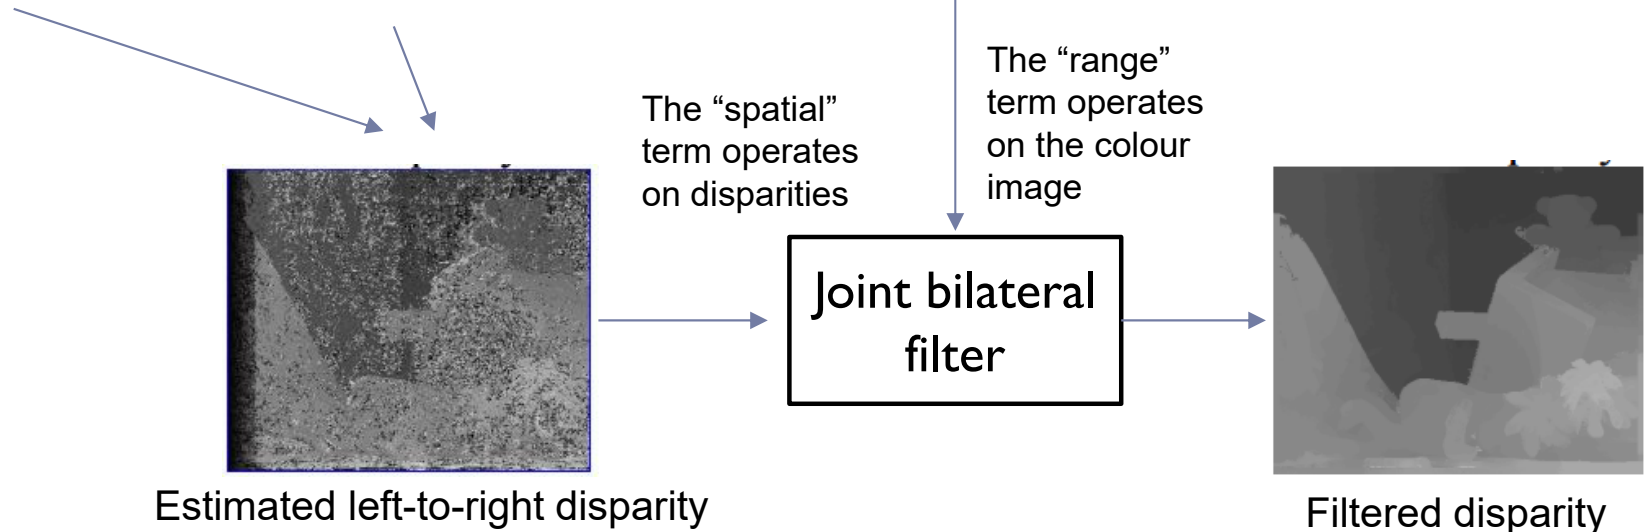 The “range”
term operates
on the colour
image
The “spatial”
term operates
on disparities
Joint bilateral
filter
Estimated left-to-right disparity
Filtered disparity